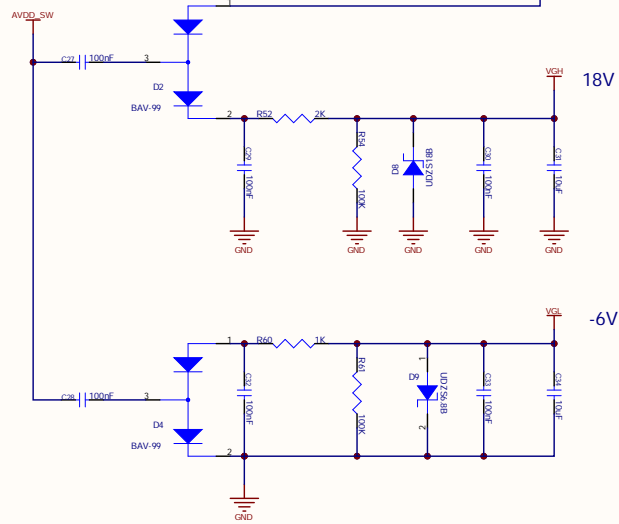 1
AVDD_SW
C27
100nF
3
D2
BAV-99
2
R52
2K
VGH
18V
C29
100nF
R54
100K
D8
UDZS18B
C30
100nF
C31
10uF
GND
GND
GND
GND
GND
VGL
-6V
1
R60
1K
C28
100nF
3
D4
BAV-99
2
C32
100nF
R61
100K
1
D9
2
UDZS6.8B
C33
100nF
C34
10uF
GND